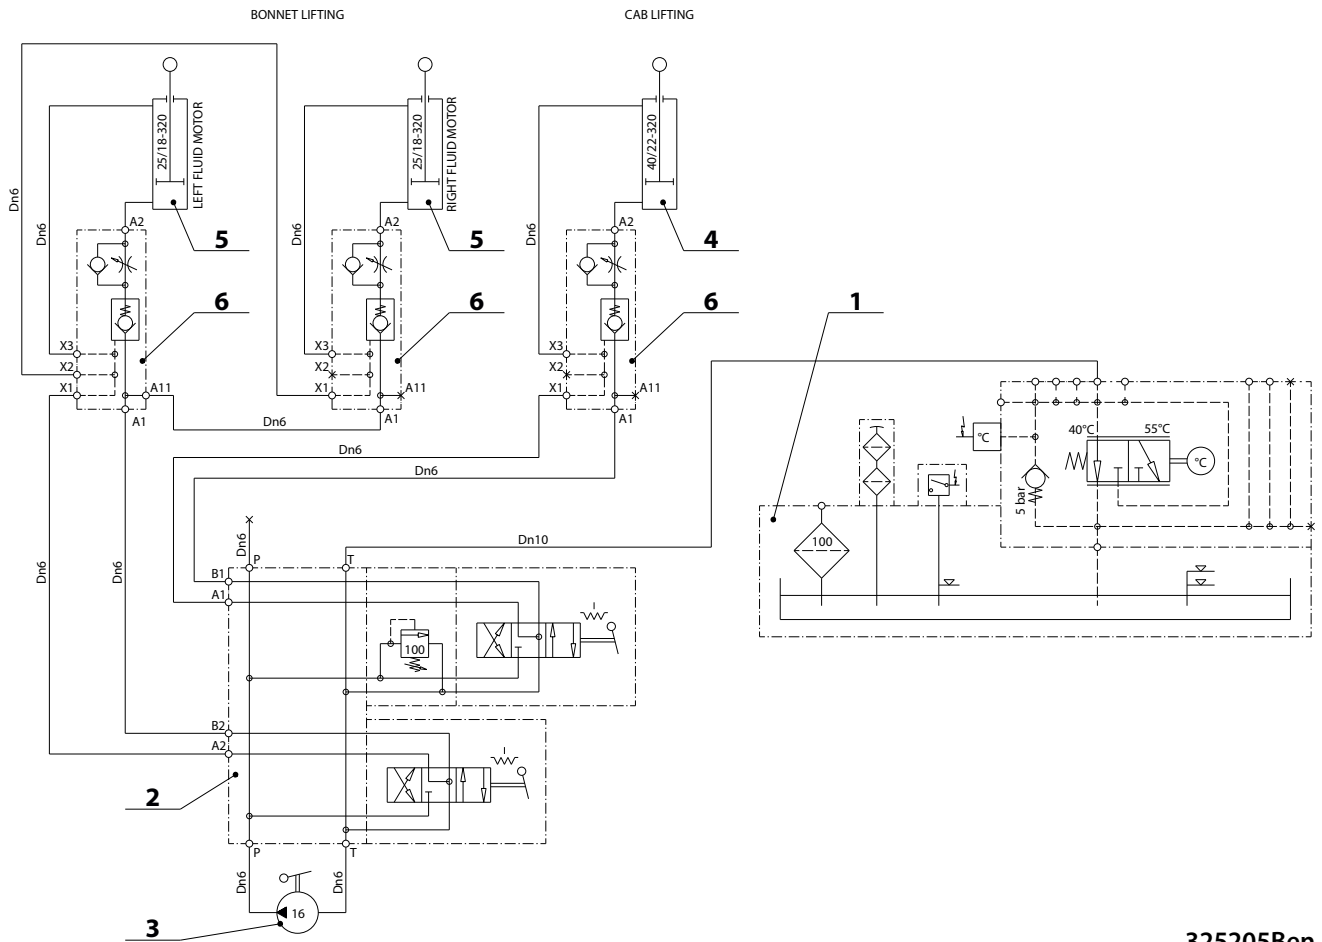 BONNET LIFTING
CAB LIFTING
25/18-320
LEFT FLUID MOTOR
25/18-320
RIGHT FLUID MOTOR
40/22-320
Dn6
Dn6
Dn6
Dn6
A2
A2
A2
5
5
4
6
6
6
1
X3
X2
X1
A11
A1
X3
X2
X1
A11
A1
X3
X2
X1
A11
A1
Dn6
Dn6
Dn6
°C
40°C
55°C
°C
5 bar
100
Dn10
Dn6
Dn6
Dn6
P
T
B1
A1
100
B2
A2
2
P
T
Dn6
Dn6
16
3
325205Ben